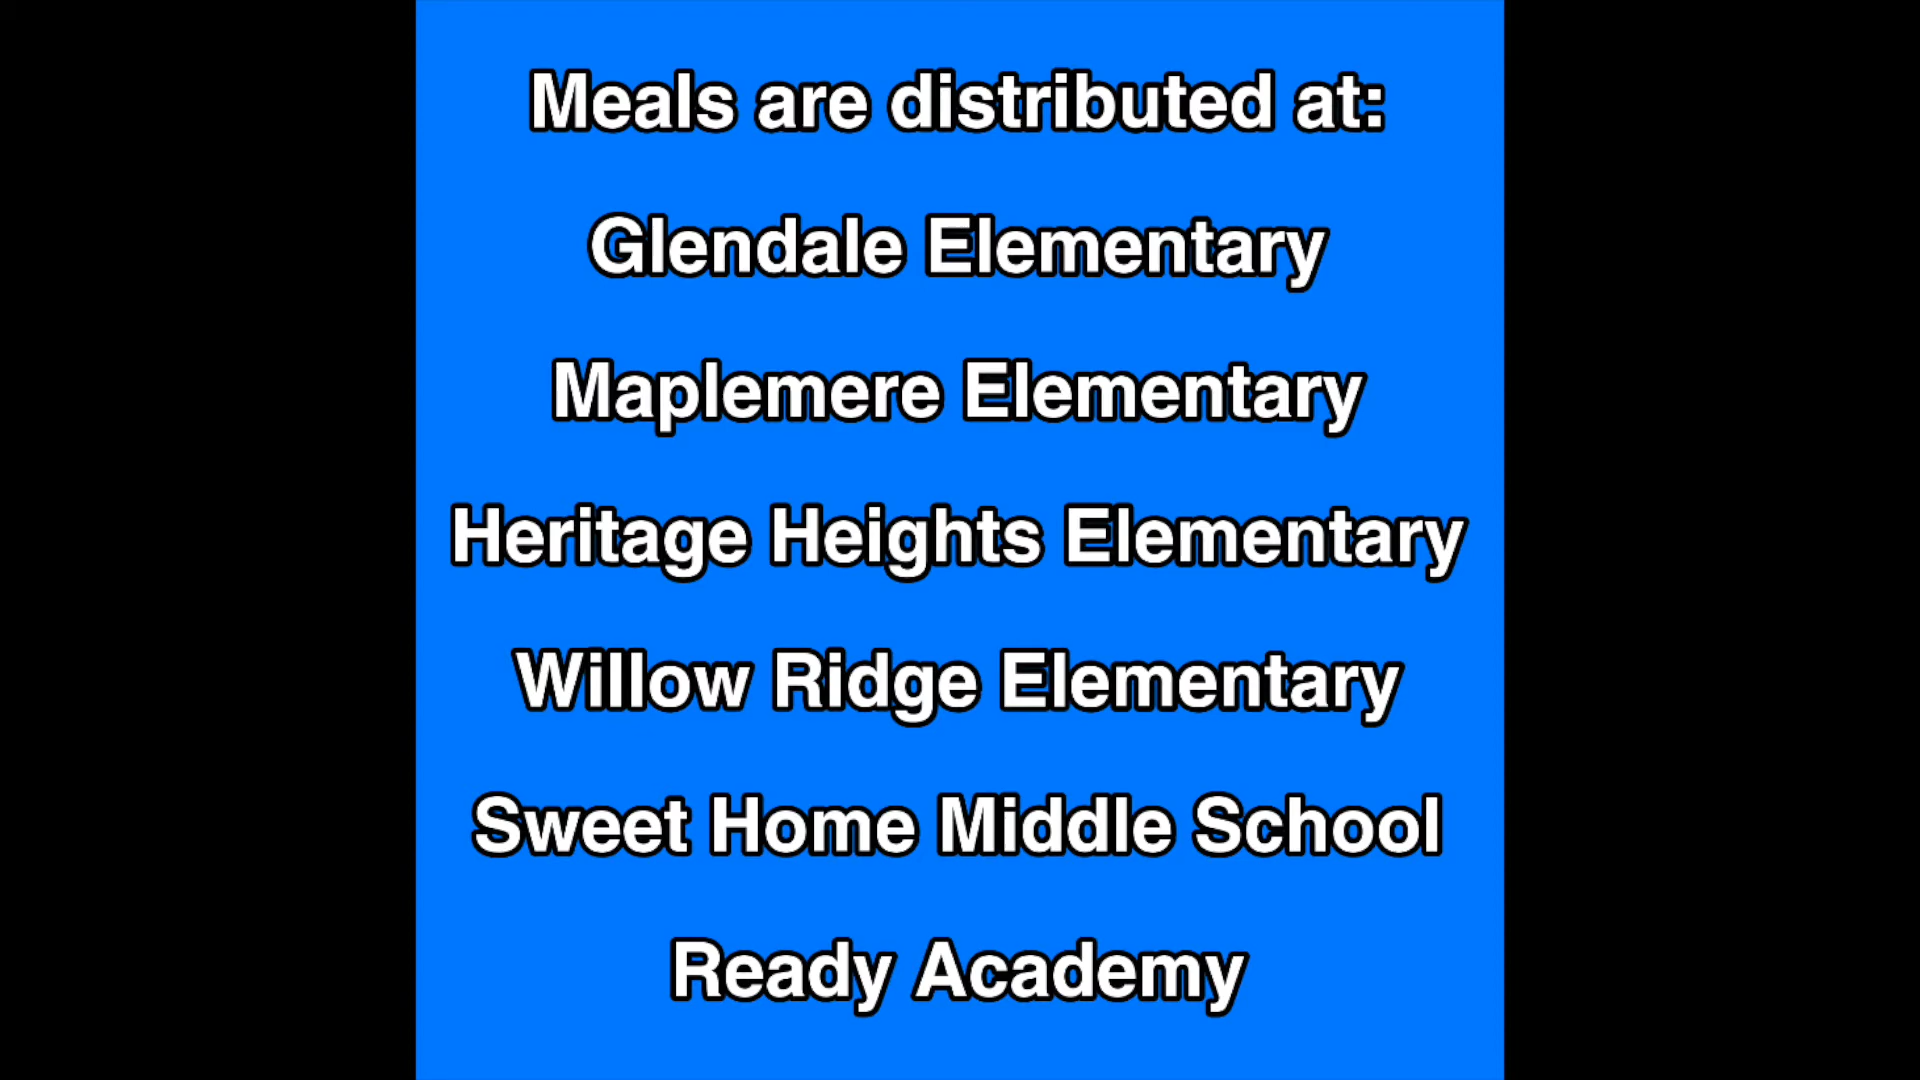 Meals are distributed at:
Glendale Elementary
Maplemere Elementary
Heritage Heights Elementary
Willow Ridge Elementary
Sweet Home Middle School
Ready Academy